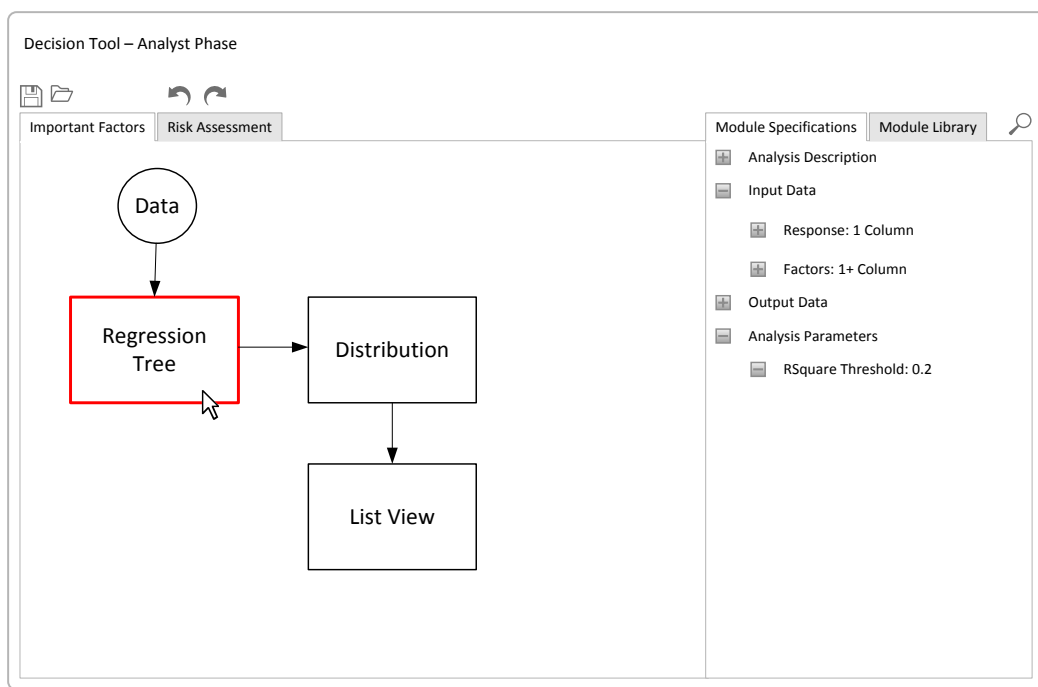 Decision Tool – Analyst Phase
Important Factors
Risk Assessment
Module Specifications
Module Library
Data
Regression
Tree
Distribution
List View
Analysis Description
Input Data
Response: 1 Column
Factors: 1+ Column
Output Data
Analysis Parameters
RSquare Threshold: 0.2